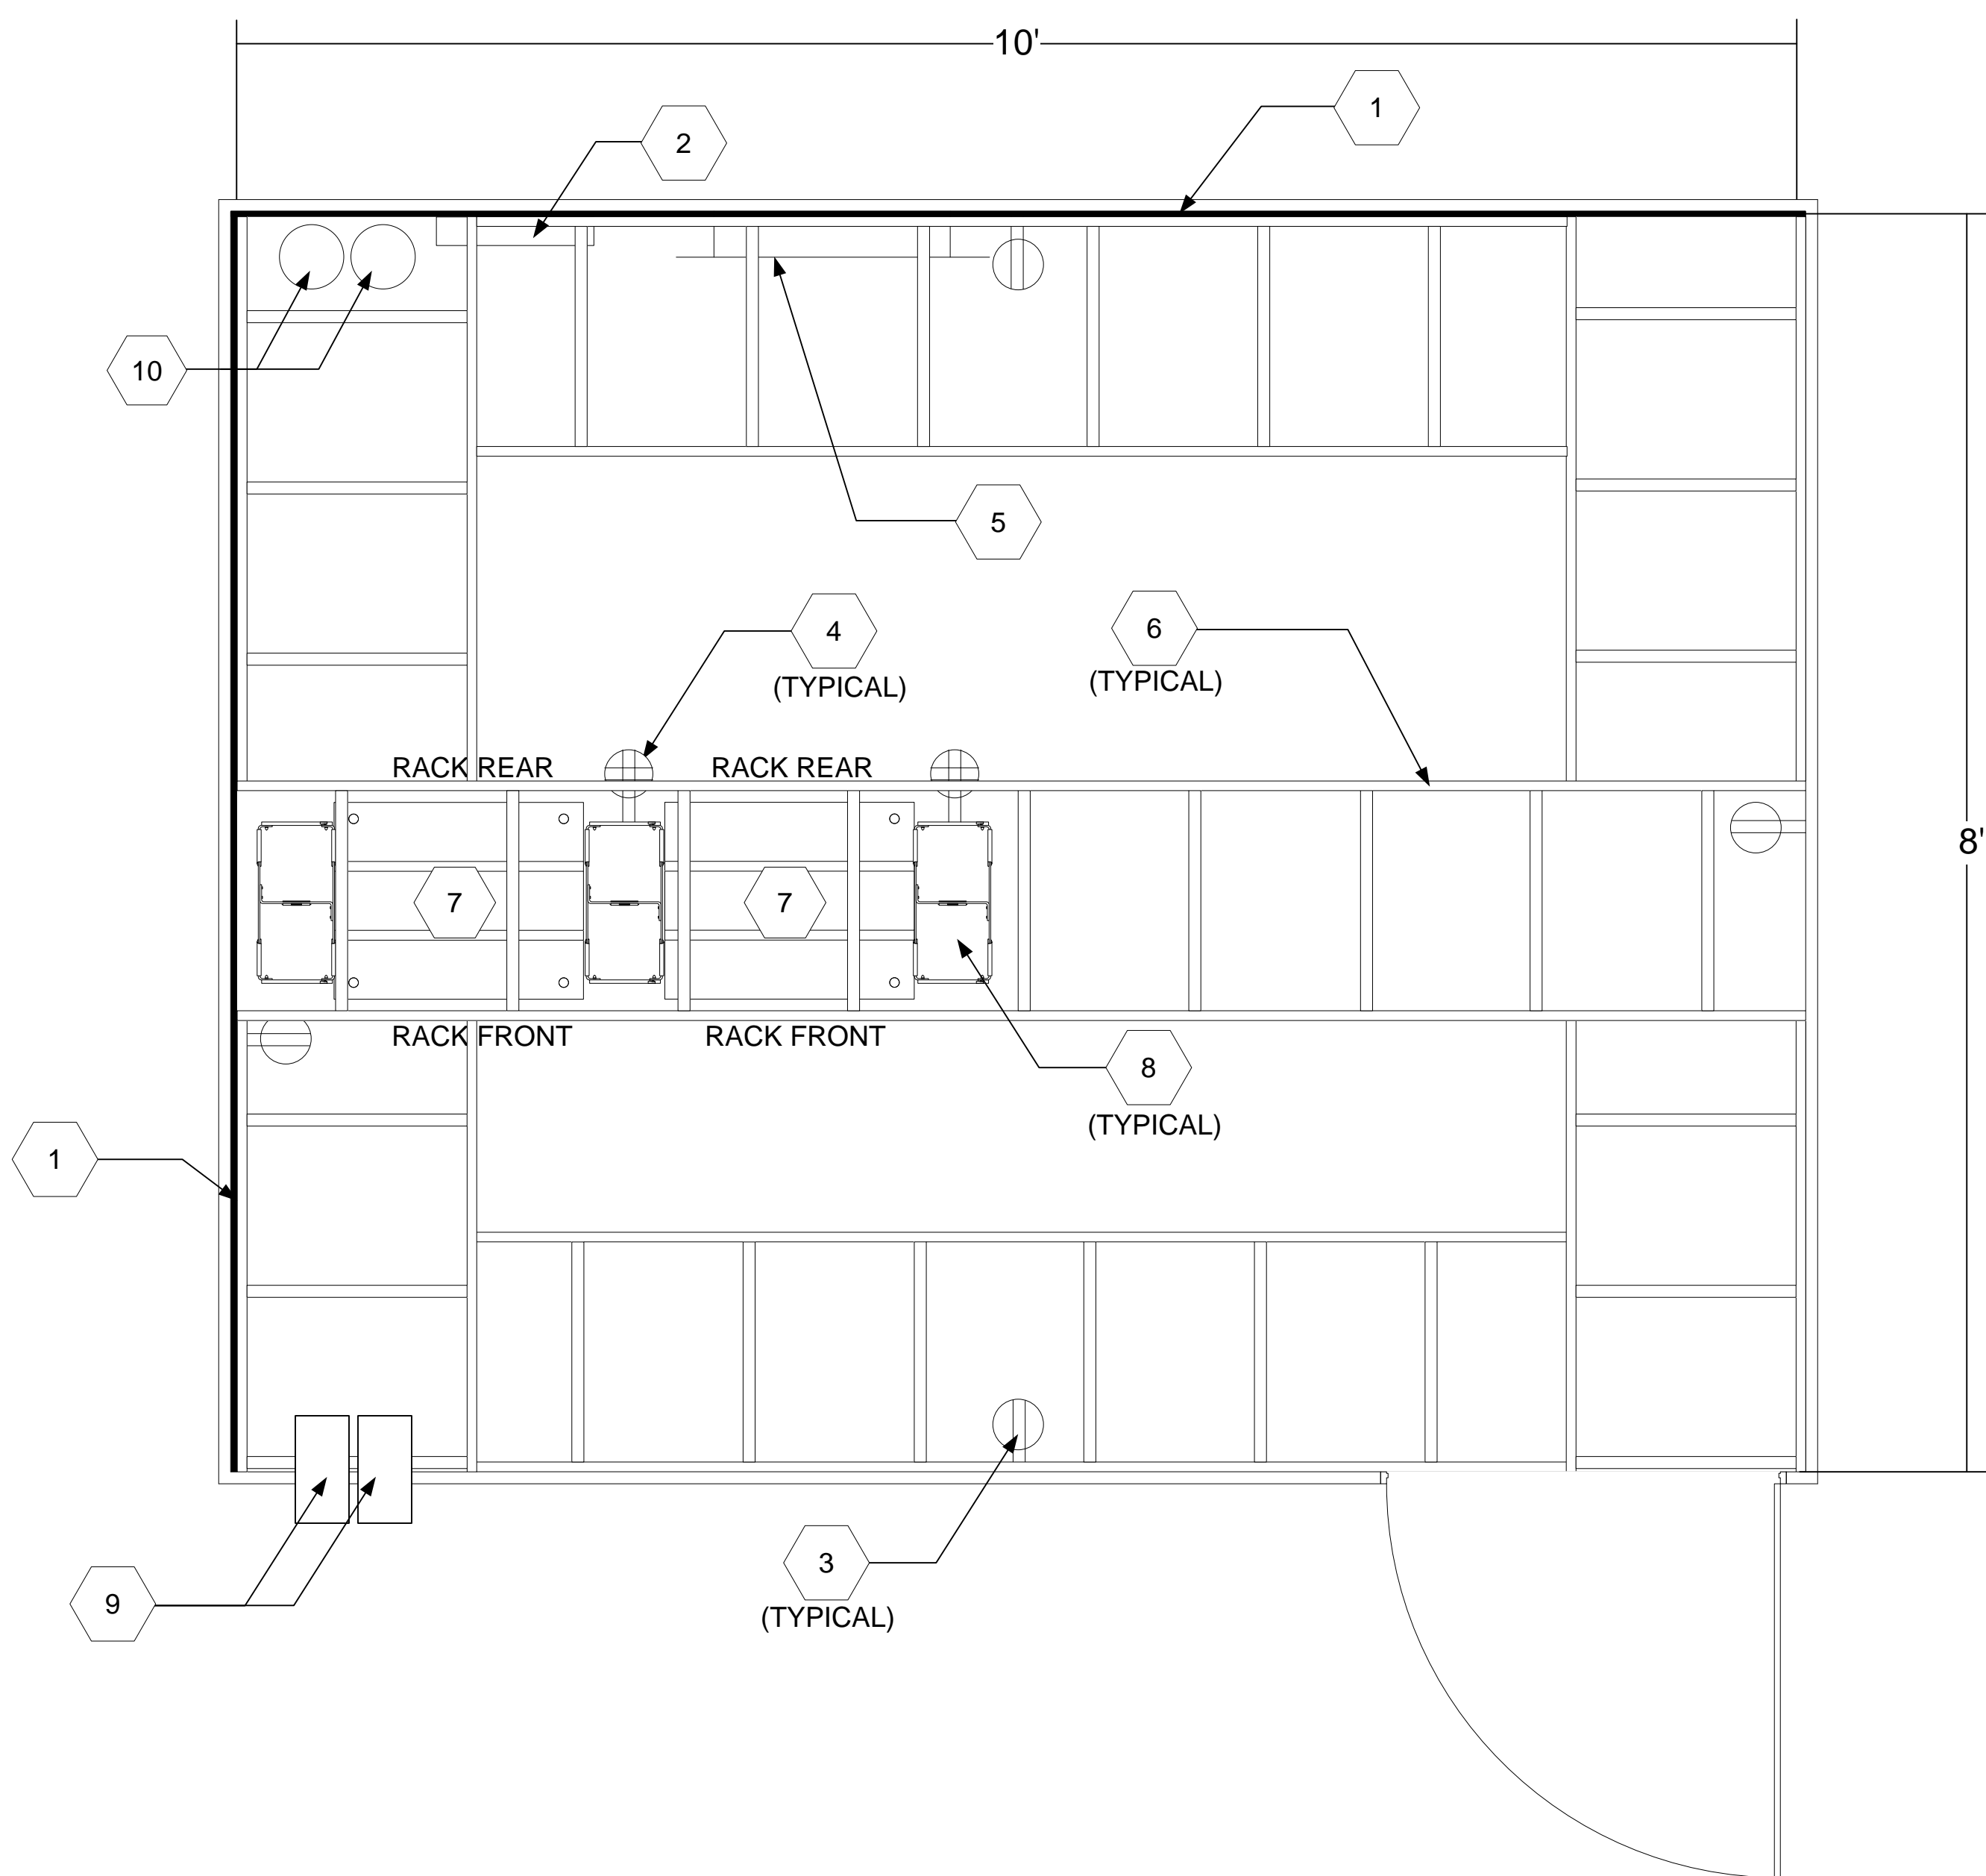 10'
1
2
10
5
4
(TYPICAL)
6
(TYPICAL)
RACK REAR
RACK REAR
8'
7
7
RACK FRONT
RACK FRONT
8
(TYPICAL)
1
3
(TYPICAL)
9